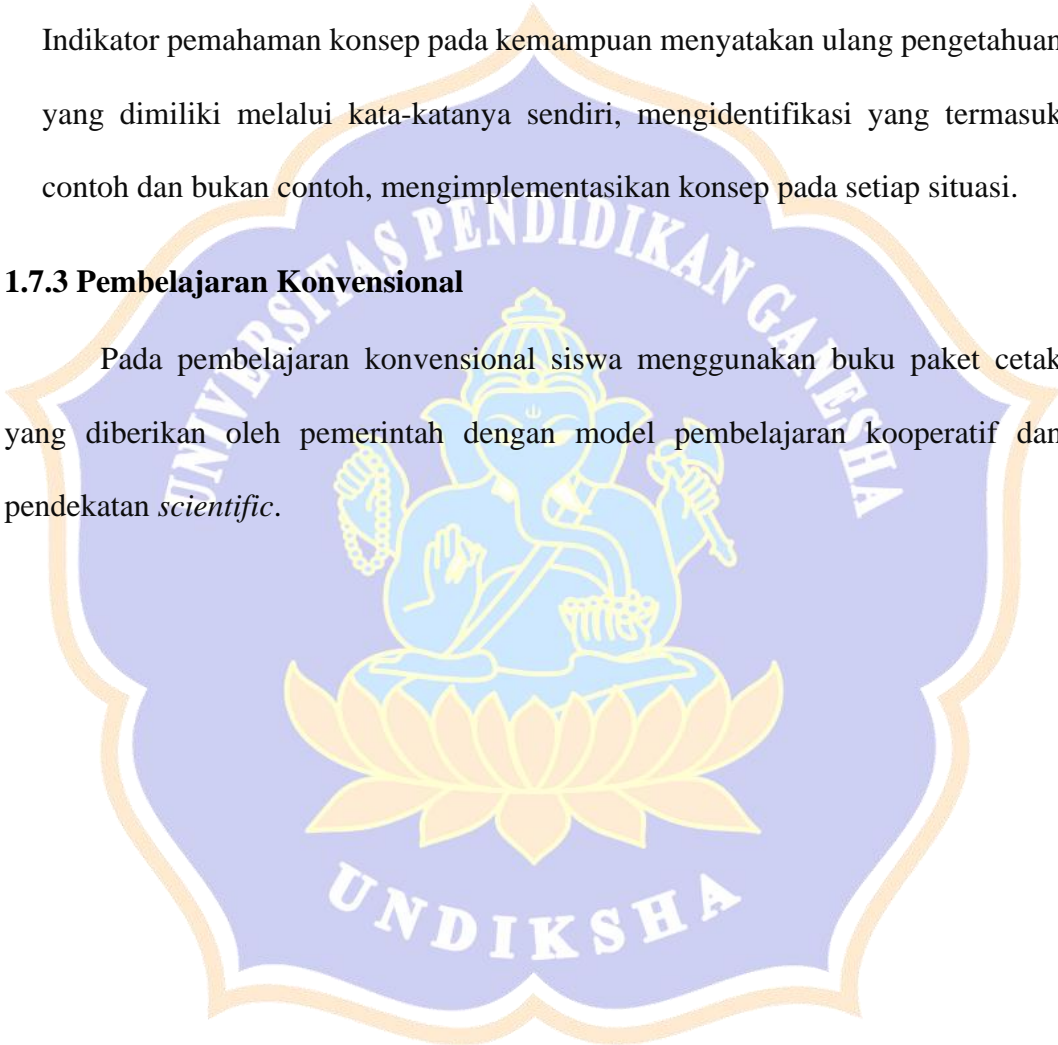 Indikator pemahaman konsep pada kemampuan menyatakan ulang pengetahuan
yang dimiliki melalui kata-katanya sendiri, mengidentifikasi yang termasuk
contoh dan bukan contoh, mengimplementasikan konsep pada setiap situasi.
UNIVERSITAS PENDIDIKAN GANESHA
1.7.3 Pembelajaran Konvensional
Pada pembelajaran konvensional siswa menggunakan buku paket cetak
yang diberikan oleh pemerintah dengan model pembelajaran kooperatif dan
pendekatan scientific.
UNDIKSHA